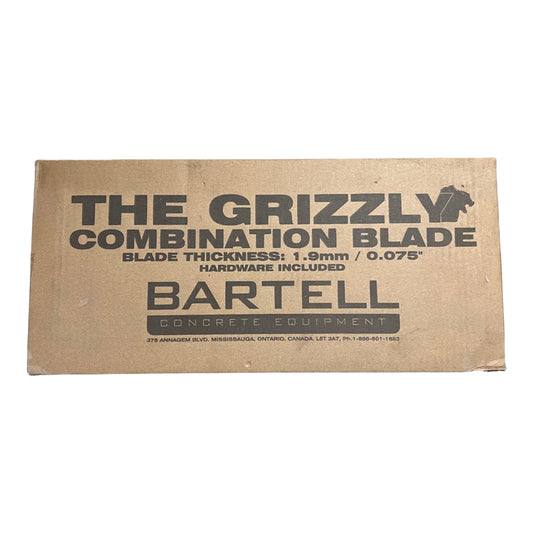 THE GRIZZLY
COMBINATION BLADE
BLADE THICKNESS: 1.9mm / 0.075"
HARDWARE INCLUDED
BARTELL
CONCRETE EQUIPMENT
375 ANNAGEM BLVD. MISSISSAUGA, ONTARIO, CANADA, L5T 3A7, Ph.1-888-501-1683